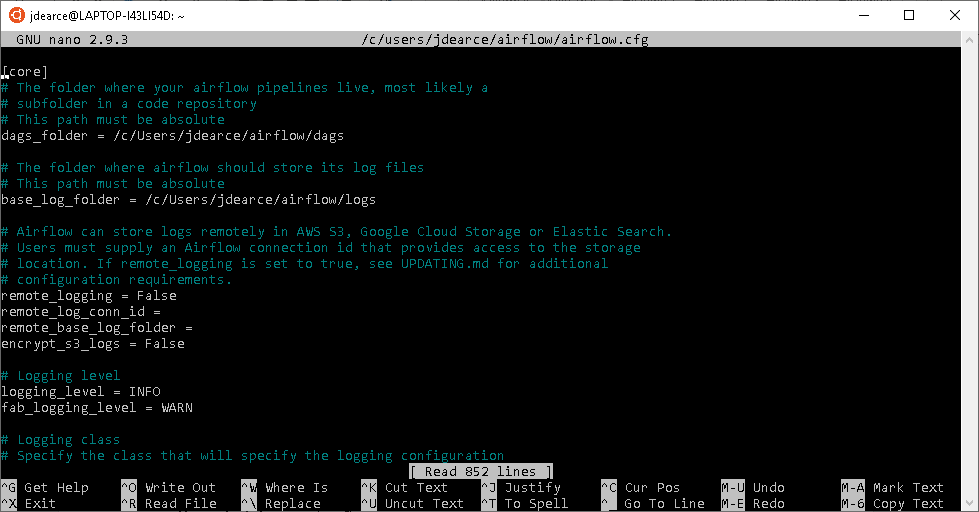 jdearce@LAPTOP-I43LI54D: ~
GNU nano 2.9.3 /c/users/jdearce/airflow/airflow.cfg
[core]
# The folder where your airflow pipelines live, most likely a
# subfolder in a code repository
# This path must be absolute
dags_folder = /c/Users/jdearce/airflow/dags
# The folder where airflow should store its log files
# This path must be absolute
base_log_folder = /c/Users/jdearce/airflow/logs
# Airflow can store logs remotely in AWS S3, Google Cloud Storage or Elastic Search.
# Users must supply an Airflow connection id that provides access to the storage
# location. If remote_logging is set to true, see UPDATING.md for additional
# configuration requirements.
remote_logging = False
remote_log_conn_id =
remote_base_log_folder =
encrypt_s3_logs = False
# Logging level
logging_level = INFO
fab_logging_level = WARN
# Logging class
# Specify the class that will specify the logging configuration
[ Read 852 lines ]
^G Get Help ^O Write Out ^W Where Is ^K Cut Text ^J Justify ^C Cur Pos M-U Undo M-A Mark Text
^X Exit ^R Read File ^\ Replace ^U Uncut Text ^T To Spell ^_ Go To Line M-E Redo M-6 Copy Text